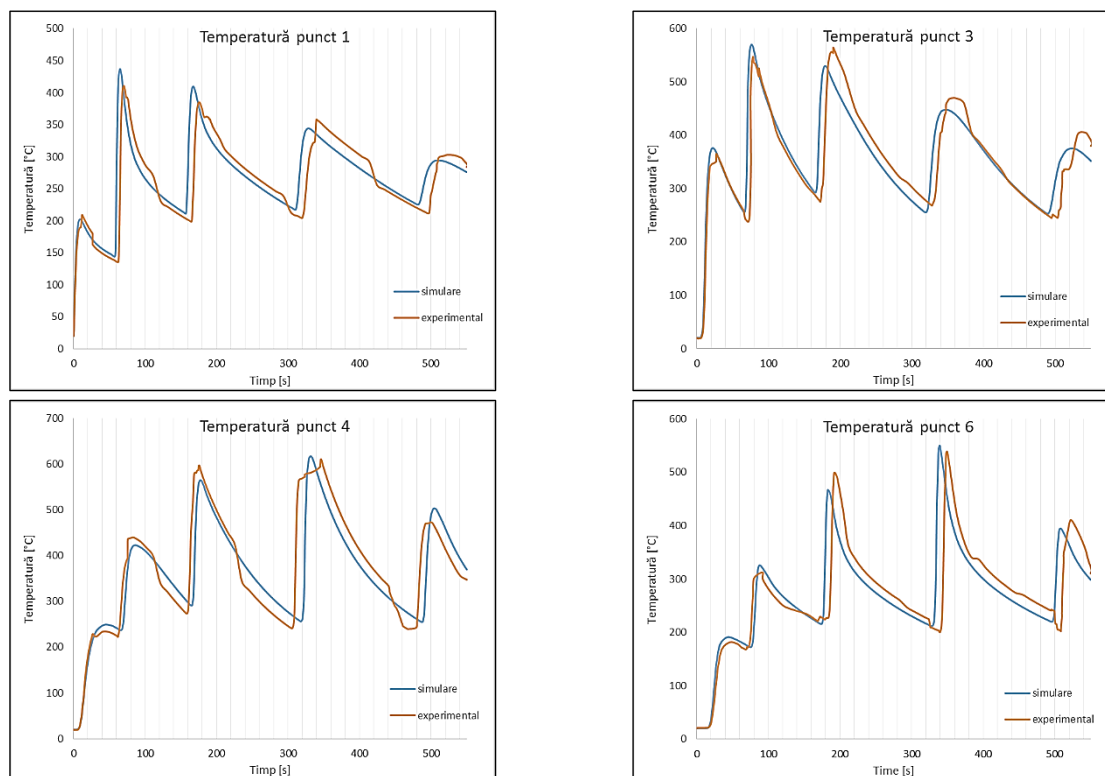 Temperatură punct 1
500
450
400
350
300
250
200
150
100
50
0
Temperatură [°C]
simulare
experimental
0 100 200 300 400 500
Timp [s]
Temperatură punct 3
600
500
400
300
200
100
0
Temperatură [°C]
simulare
experimental
0 100 200 300 400 500
Timp [s]
Temperatură punct 4
700
600
500
400
300
200
100
0
Temperatură [°C]
simulare
experimental
0 100 200 300 400 500
Timp [s]
Temperatură punct 6
600
500
400
300
200
100
0
Temperatură [°C]
simulare
experimental
0 100 200 300 400 500
Time [s]